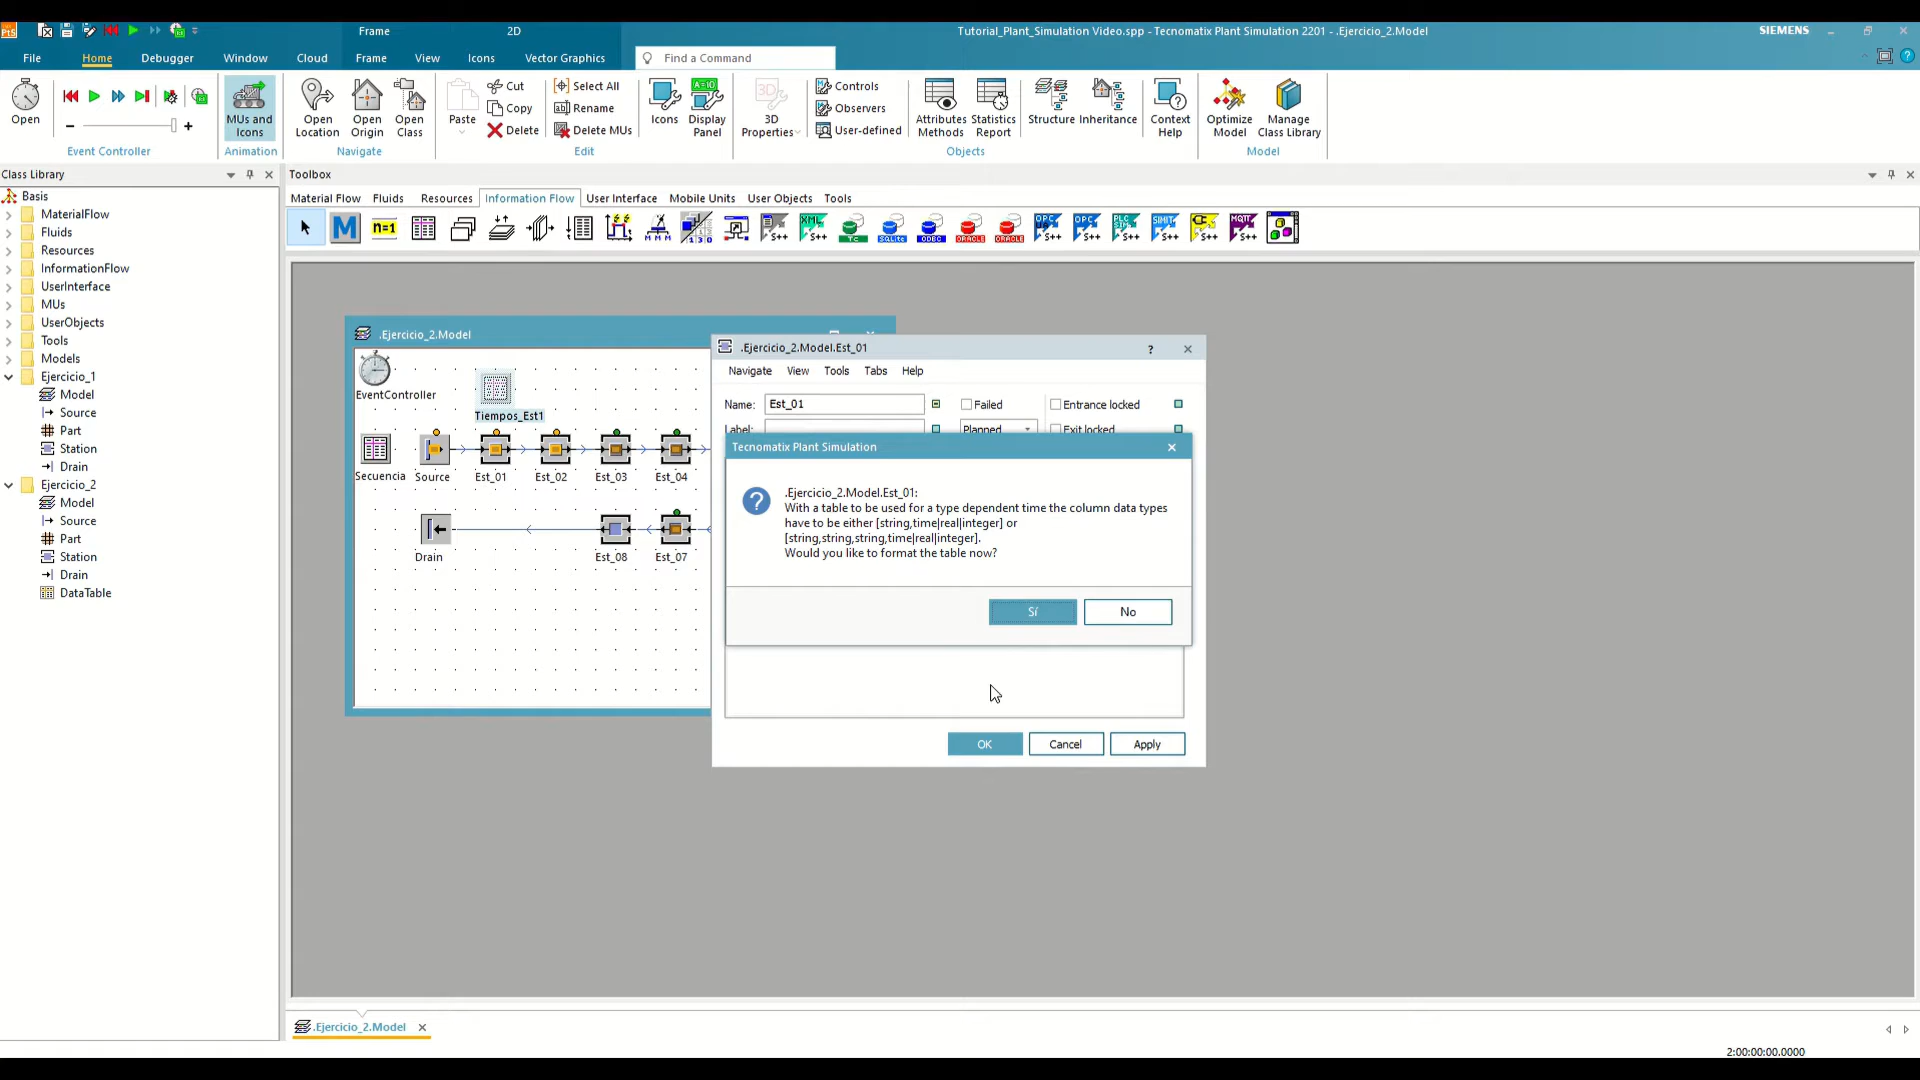 Frame 2D Tutorial_Plant_Simulation Video.spp - Tecnomatix Plant Simulation 2201 - .Ejercicio_2.Model SIEMENS
File Home Debugger Window Cloud Frame View Icons Vector Graphics Find a Command
Open
Event Controller
MUs and Icons
Animation
Open Location
Open Origin
Open Class
Navigate
Paste
Cut
Copy
Delete
Select All
Rename
Delete MUs
Edit
Icons
Display Panel
3D Properties
Controls
Observers
User-defined
Attributes Methods
Statistics Report
Structure
Inheritance
Context Help
Objects
Optimize Model
Manage Class Library
Model
Class Library
Basis
MaterialFlow
Fluids
Resources
InformationFlow
UserInterface
MUs
UserObjects
Tools
Models
Ejercicio_1
Model
Source
Part
Station
Drain
Ejercicio_2
Model
Source
Part
Station
Drain
DataTable
Toolbox
Material Flow Fluids Resources Information Flow User Interface Mobile Units User Objects Tools
M n=1
.Ejercicio_2.Model
EventController
Tiempos_Est1
Secuencia Source Est_01 Est_02 Est_03 Est_04
Drain Est_08 Est_07
.Ejercicio_2.Model.Est_01 ?
Navigate View Tools Tabs Help
Name: Est_01 Failed Entrance locked
Label: Planned Exit locked
Tecnomatix Plant Simulation
.Ejercicio_2.Model.Est_01:
With a table to be used for a type dependent time the column data types
have to be either [string,time|real|integer] or
[string,string,string,time|real|integer].
Would you like to format the table now?
Sí No
OK Cancel Apply
.Ejercicio_2.Model
2:00:00:00.0000